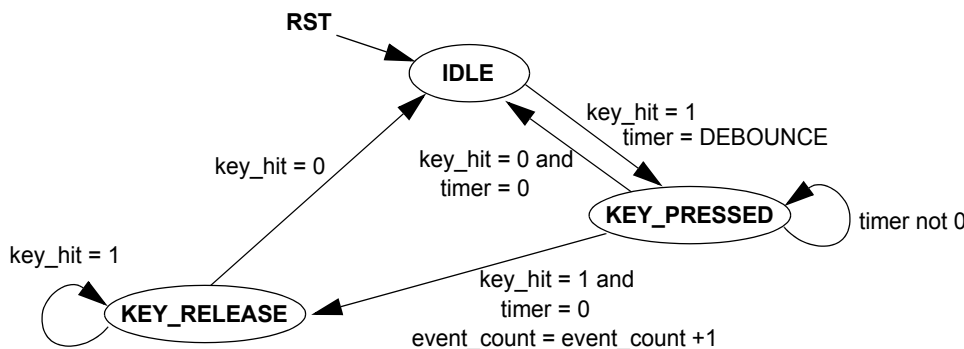 RST
IDLE
key_hit = 1
timer = DEBOUNCE
key_hit = 0 and
timer = 0
key_hit = 0
KEY_PRESSED
timer not 0
key_hit = 1
KEY_RELEASE
key_hit = 1 and
timer = 0
event_count = event_count +1